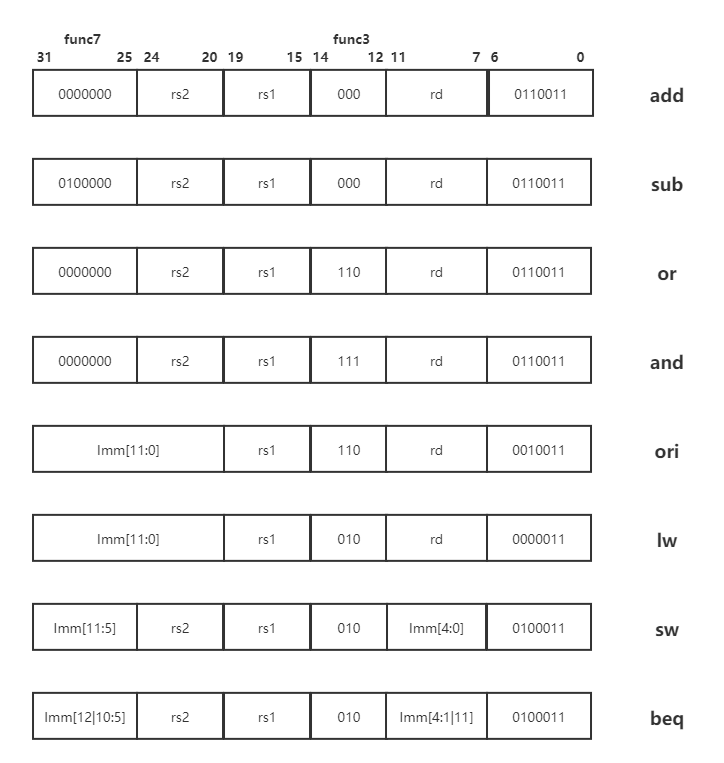 func7 func3
31 25 24 20 19 15 14 12 11 7 6 0
0000000 rs2 rs1 000 rd 0110011 add
0100000 rs2 rs1 000 rd 0110011 sub
0000000 rs2 rs1 110 rd 0110011 or
0000000 rs2 rs1 111 rd 0110011 and
Imm[11:0] rs1 110 rd 0010011 ori
Imm[11:0] rs1 010 rd 0000011 lw
Imm[11:5] rs2 rs1 010 Imm[4:0] 0100011 sw
Imm[12|10:5] rs2 rs1 010 Imm[4:1|11] 0100011 beq